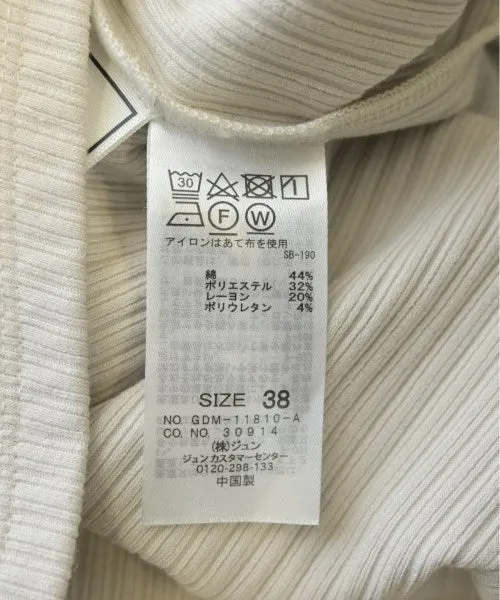 30
F W
アイロンはあて布を使用
SB-190
綿 44%
ポリエステル 32%
レーヨン 20%
ポリウレタン 4%
SIZE 38
NO. GDM-11810-A
CO. NO. 30914
(株)ジュン
ジュン カスタマーセンター
0120-298-133
中国製